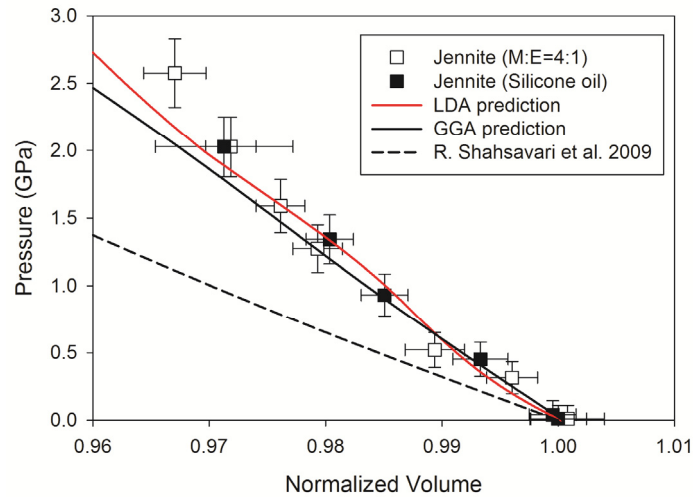 3.0
2.5
2.0
1.5
1.0
0.5
0.0
Pressure (GPa)
Jennite (M:E=4:1)
Jennite (Silicone oil)
LDA prediction
GGA prediction
R. Shahsavari et al. 2009
0.96 0.97 0.98 0.99 1.00 1.01
Normalized Volume